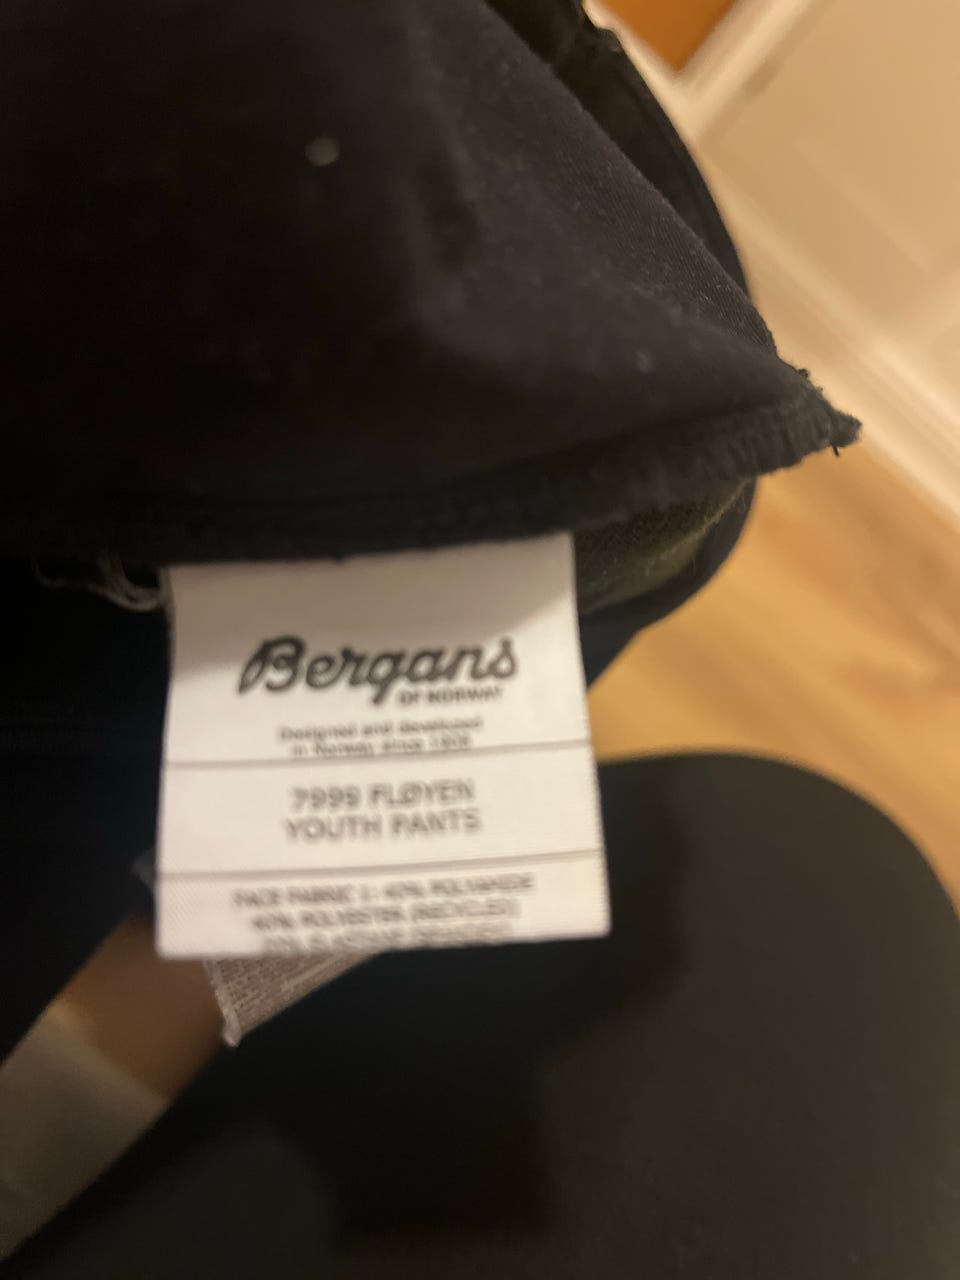 Bergans
OF NORWAY
Designed and developed
in Norway since 1908
7999 FLØYEN
YOUTH PANTS
FACE FABRIC 1: 40% POLYAMIDE
40% POLYESTER (RECYCLED)